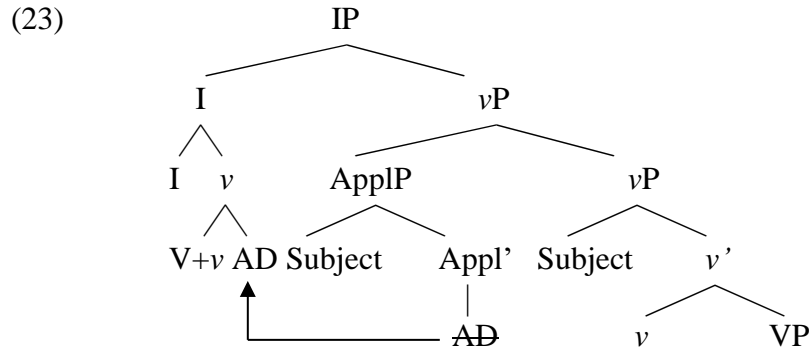 (23) IP
I vP
I v ApplP vP
V+v AD Subject Appl’ Subject v’
AD v VP